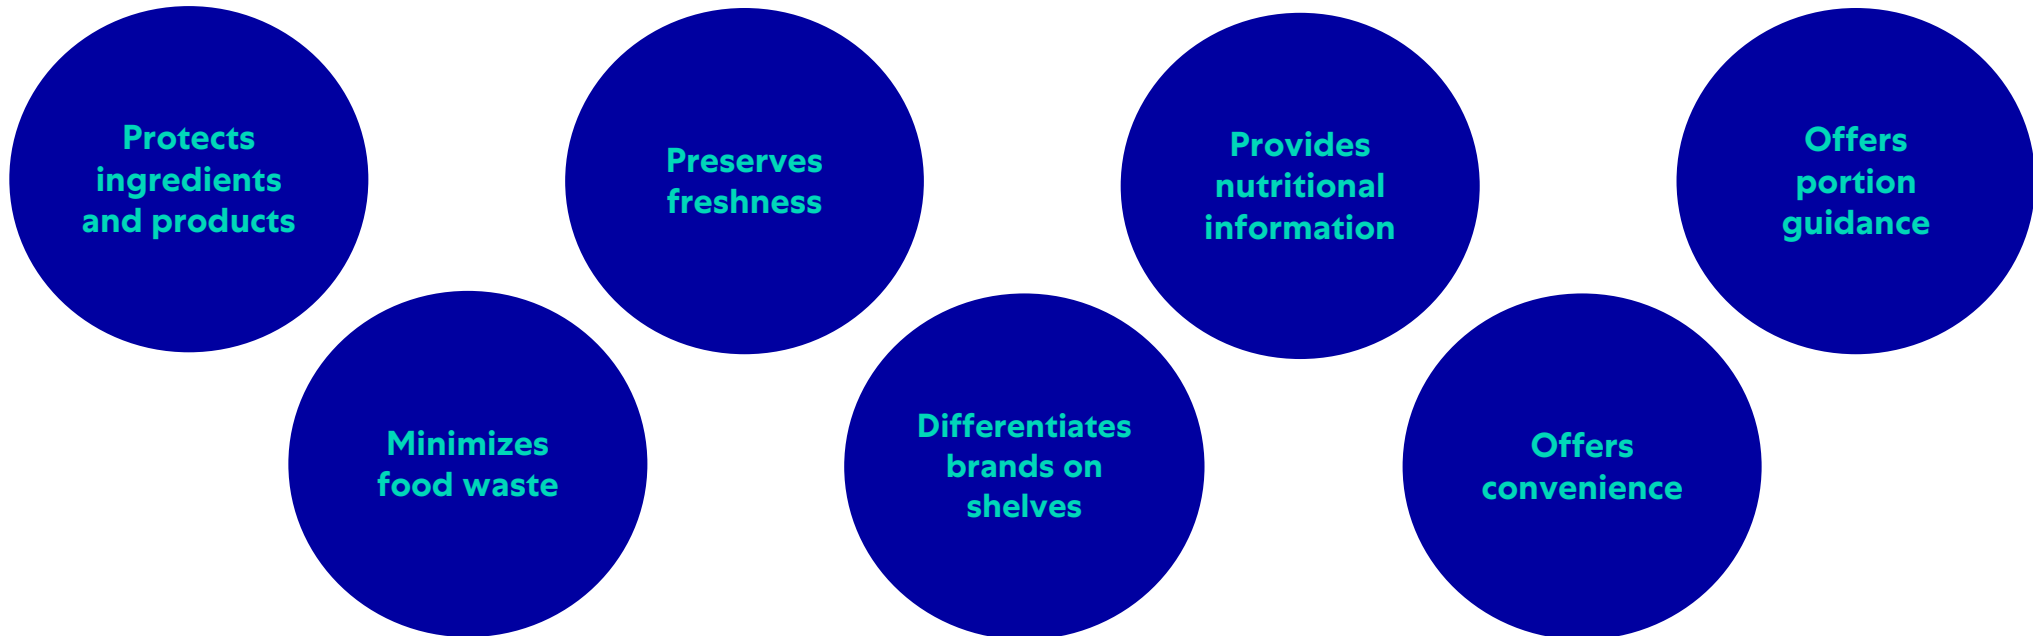 Protects
ingredients
and products
Minimizes
food waste
Preserves
freshness
Differentiates
brands on
shelves
Provides
nutritional
information
Offers
convenience
Offers
portion
guidance